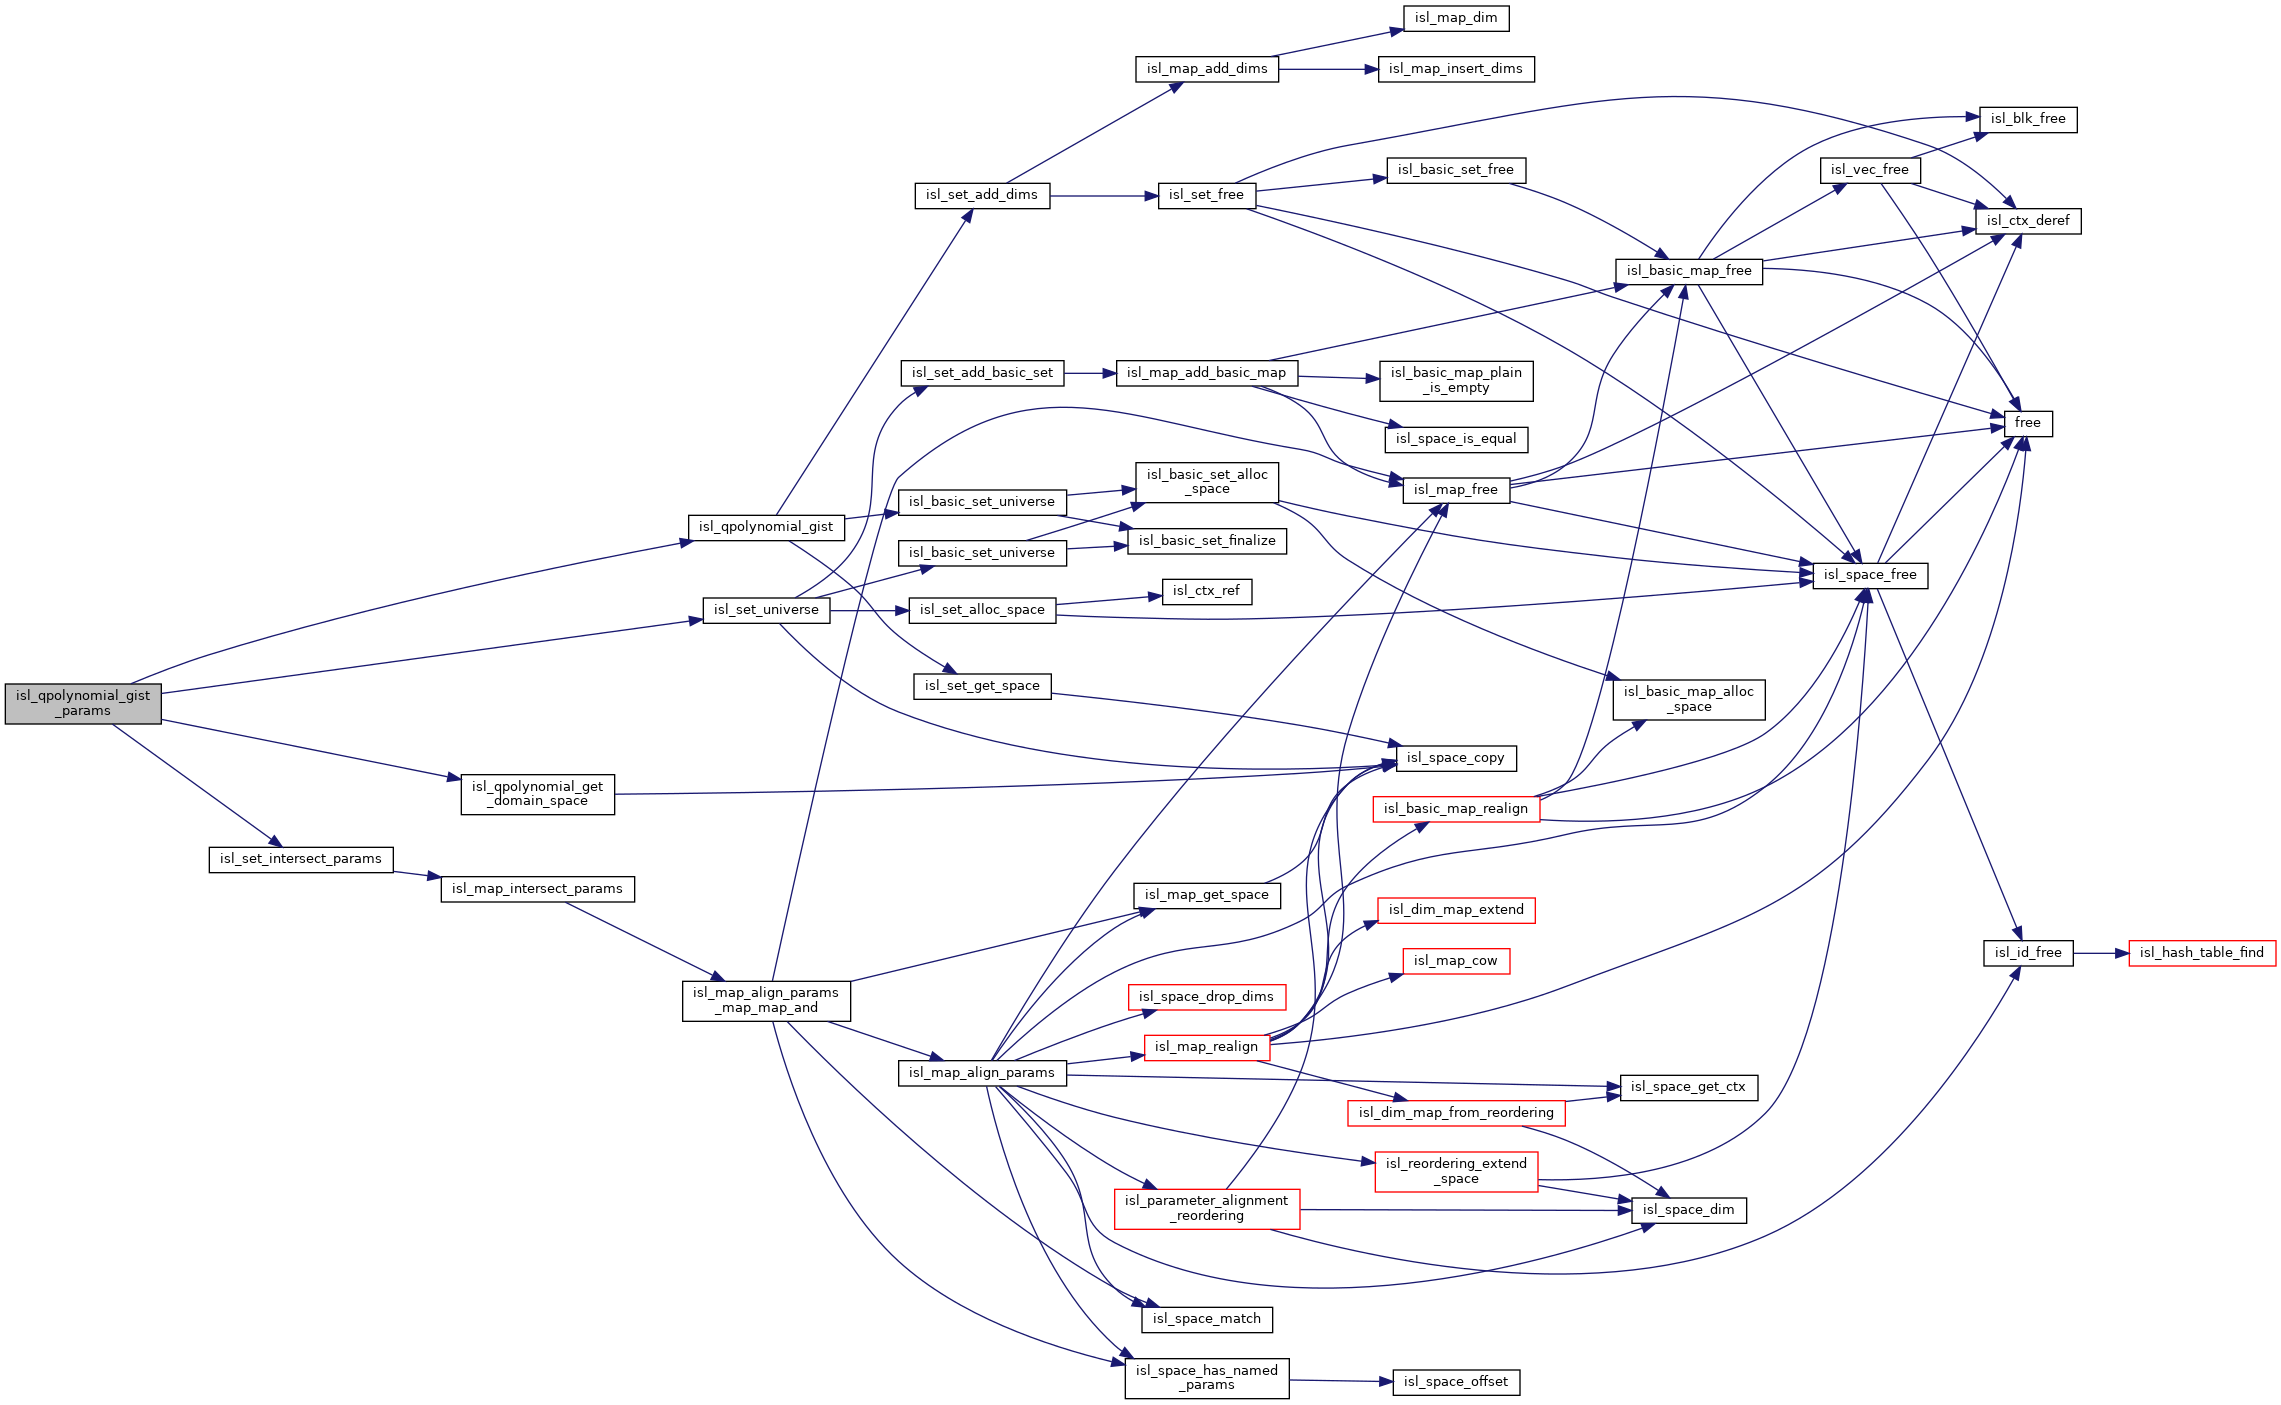 isl_map_dim
isl_map_add_dims
isl_map_insert_dims
isl_blk_free
isl_basic_set_free
isl_vec_free
isl_set_add_dims
isl_set_free
isl_ctx_deref
isl_basic_map_free
isl_set_add_basic_set
isl_map_add_basic_map
isl_basic_map_plain
_is_empty
free
isl_space_is_equal
isl_basic_set_alloc
_space
isl_map_free
isl_basic_set_universe
isl_qpolynomial_gist
isl_basic_set_finalize
isl_basic_set_universe
isl_space_free
isl_ctx_ref
isl_set_universe
isl_set_alloc_space
isl_set_get_space
isl_qpolynomial_gist
_params
isl_basic_map_alloc
_space
isl_space_copy
isl_qpolynomial_get
_domain_space
isl_basic_map_realign
isl_set_intersect_params
isl_map_intersect_params
isl_map_get_space
isl_dim_map_extend
isl_id_free
isl_hash_table_find
isl_map_cow
isl_map_align_params
_map_map_and
isl_space_drop_dims
isl_map_realign
isl_map_align_params
isl_space_get_ctx
isl_dim_map_from_reordering
isl_reordering_extend
_space
isl_parameter_alignment
_reordering
isl_space_dim
isl_space_match
isl_space_has_named
_params
isl_space_offset